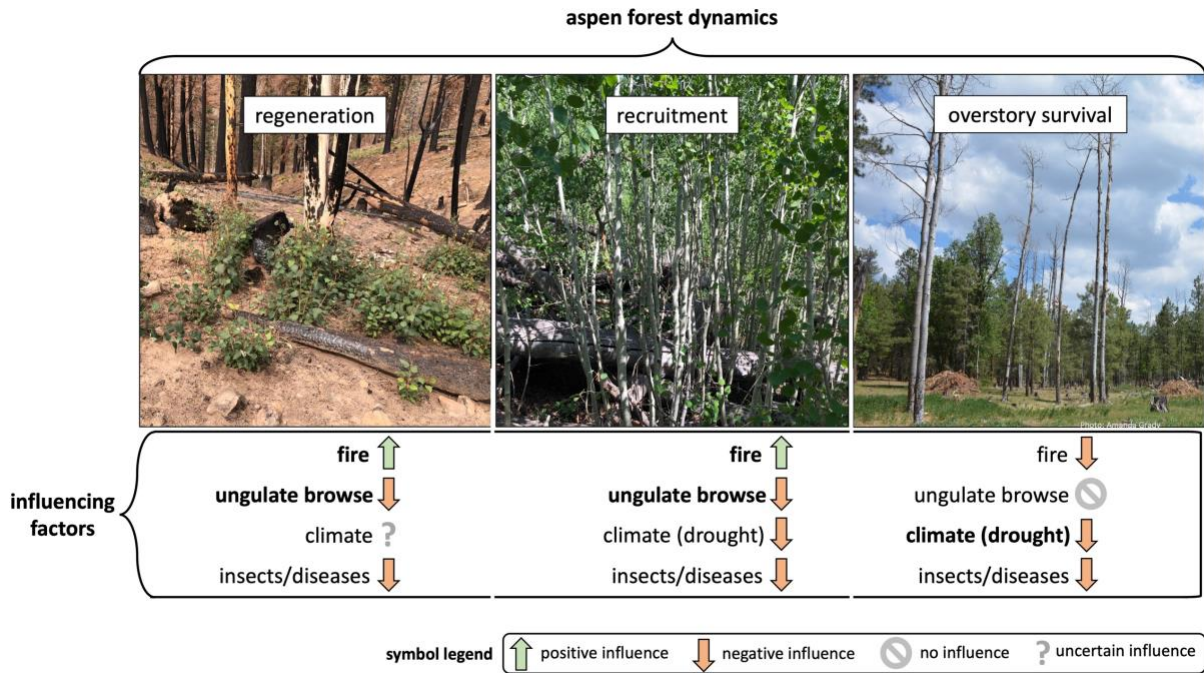 aspen forest dynamics
regeneration
recruitment
overstory survival
Photo: Amanda Grady
influencing factors
fire
ungulate browse
climate ?
insects/diseases
fire
ungulate browse
climate (drought)
insects/diseases
fire
ungulate browse
climate (drought)
insects/diseases
symbol legend
positive influence
negative influence
no influence
? uncertain influence